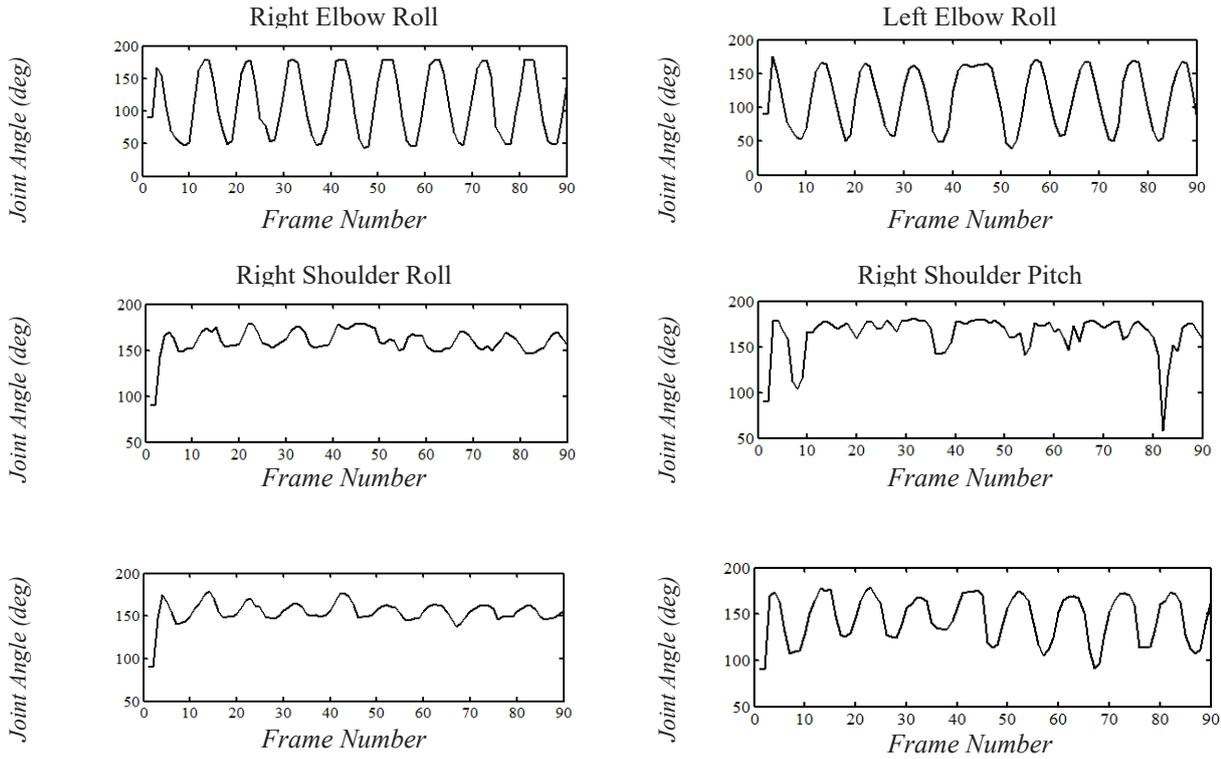 Right Elbow Roll
Joint Angle (deg)
200
150
100
50
0
0 10 20 30 40 50 60 70 80 90
Frame Number
Left Elbow Roll
Joint Angle (deg)
200
150
100
50
0
0 10 20 30 40 50 60 70 80 90
Frame Number
Right Shoulder Roll
Joint Angle (deg)
200
150
100
50
0 10 20 30 40 50 60 70 80 90
Frame Number
Right Shoulder Pitch
Joint Angle (deg)
200
150
100
50
0 10 20 30 40 50 60 70 80 90
Frame Number
Joint Angle (deg)
200
150
100
50
0 10 20 30 40 50 60 70 80 90
Frame Number
Joint Angle (deg)
200
150
100
50
0 10 20 30 40 50 60 70 80 90
Frame Number